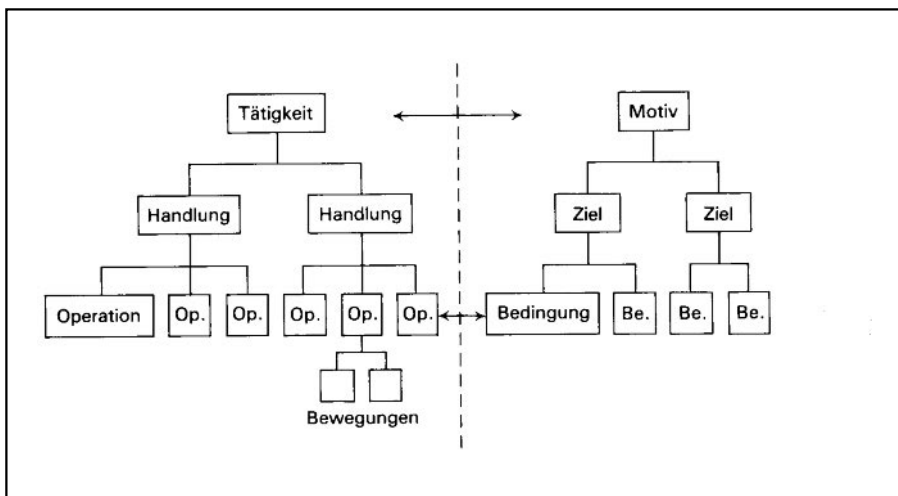 Tätigkeit
Motiv
Handlung
Handlung
Ziel
Ziel
Operation
Op.
Op.
Op.
Op.
Op.
Bedingung
Be.
Be.
Be.
Bewegungen